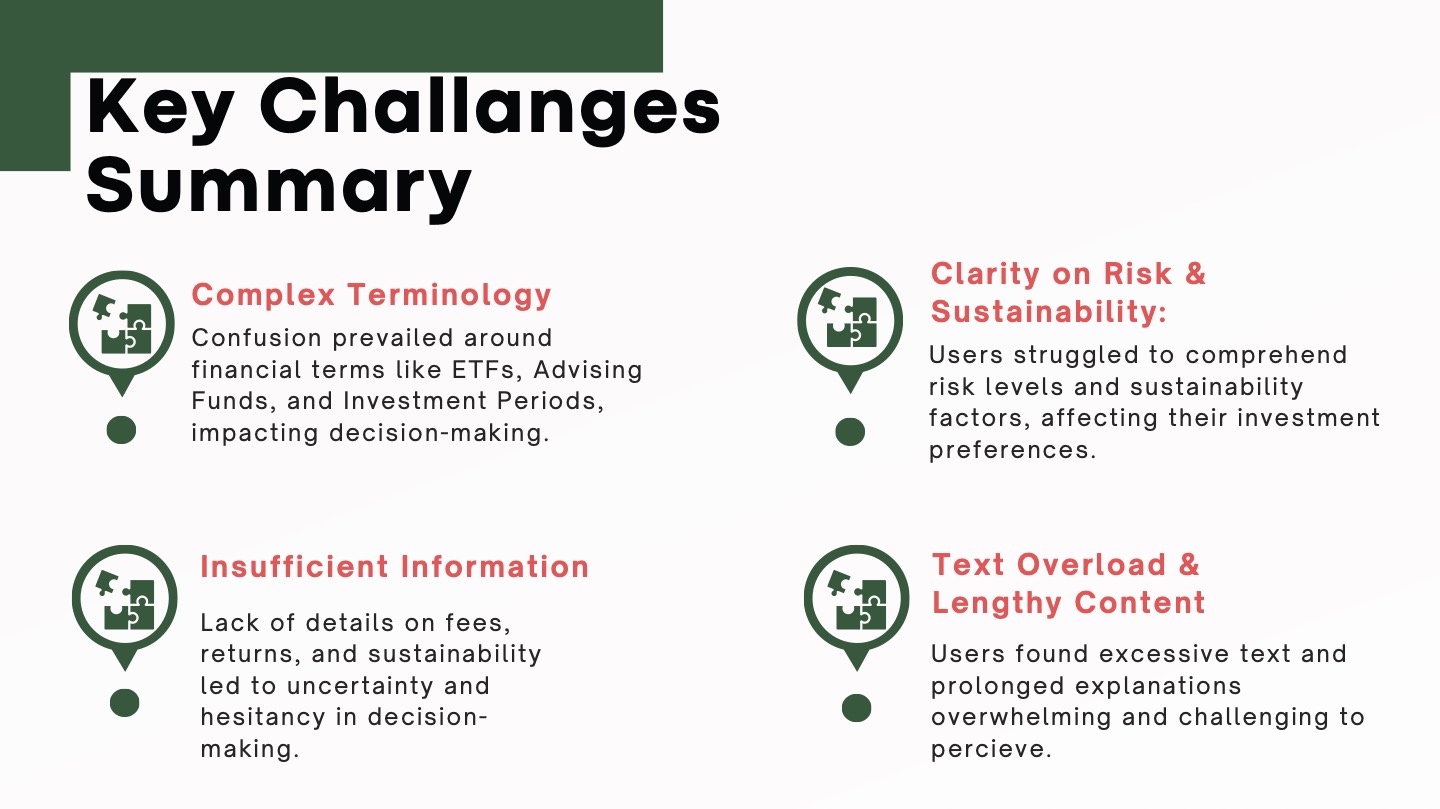 Key Challanges
Summary
Complex Terminology
Confusion prevailed around
financial terms like ETFs, Advising
Funds, and Investment Periods,
impacting decision-making.
Clarity on Risk &
Sustainability:
Users struggled to comprehend
risk levels and sustainability
factors, affecting their investment
preferences.
Insufficient Information
Lack of details on fees,
returns, and sustainability
led to uncertainty and
hesitancy in decision-
making.
Text Overload &
Lengthy Content
Users found excessive text and
prolonged explanations
overwhelming and challenging to
percieve.